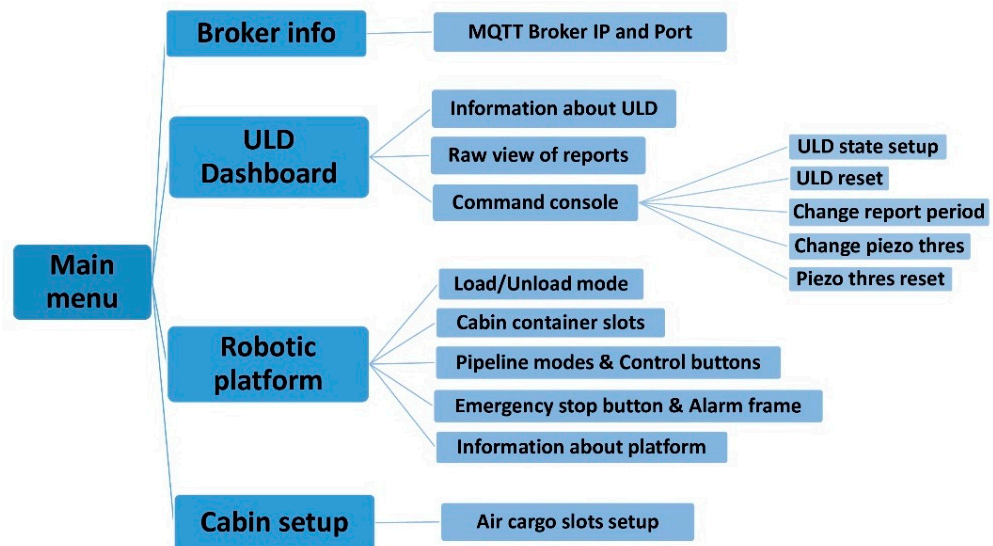 Main
menu
Broker info
MQTT Broker IP and Port
ULD
Dashboard
Information about ULD
Raw view of reports
Command console
ULD state setup
ULD reset
Change report period
Change piezo thres
Piezo thres reset
Robotic
platform
Load/Unload mode
Cabin container slots
Pipeline modes & Control buttons
Emergency stop button & Alarm frame
Information about platform
Cabin setup
Air cargo slots setup